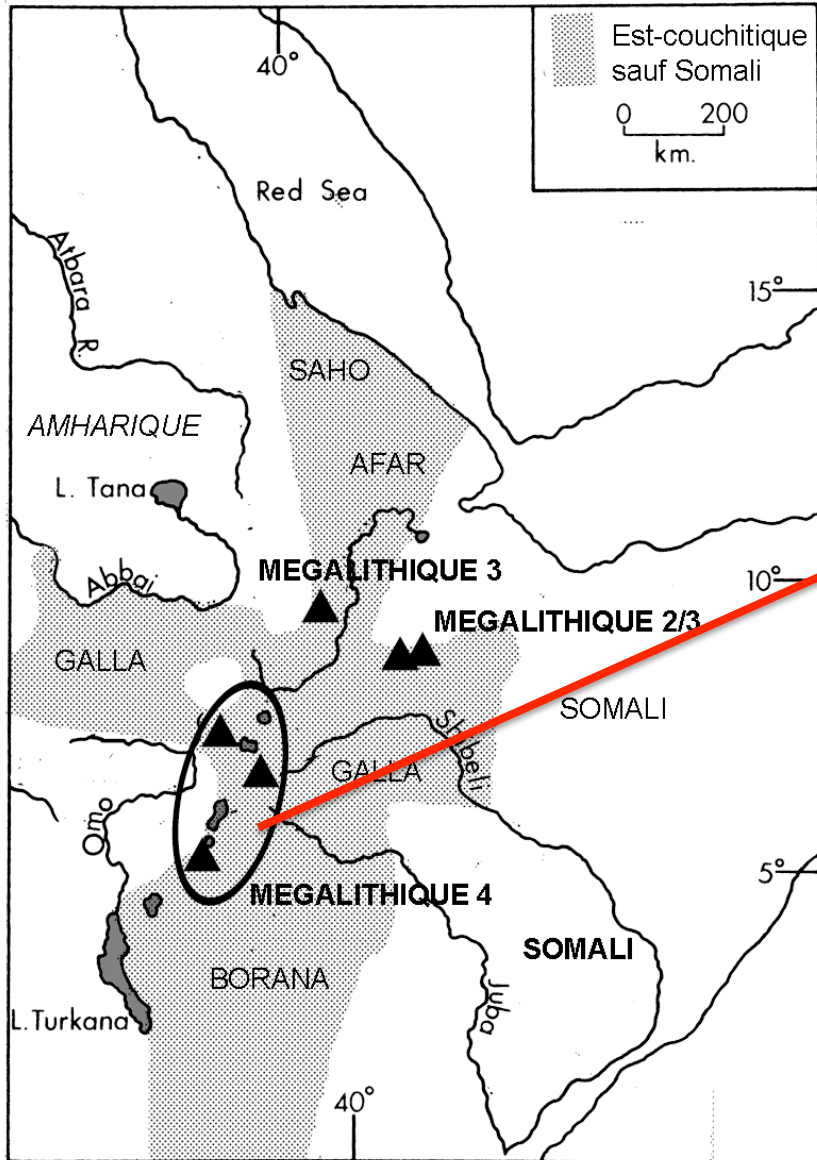 Est-couchitique
sauf Somali
0 200
km.
40°
Red Sea
Atbara R.
15°
SAHO
AMHARIQUE
AFAR
L. Tana
Abbai
MEGALITHIQUE 3
10°
MEGALITHIQUE 2/3
GALLA
SOMALI
Shibeli
GALLA
Omo
5°
MEGALITHIQUE 4
SOMALI
BORANA
Juba
L.Turkana
40°